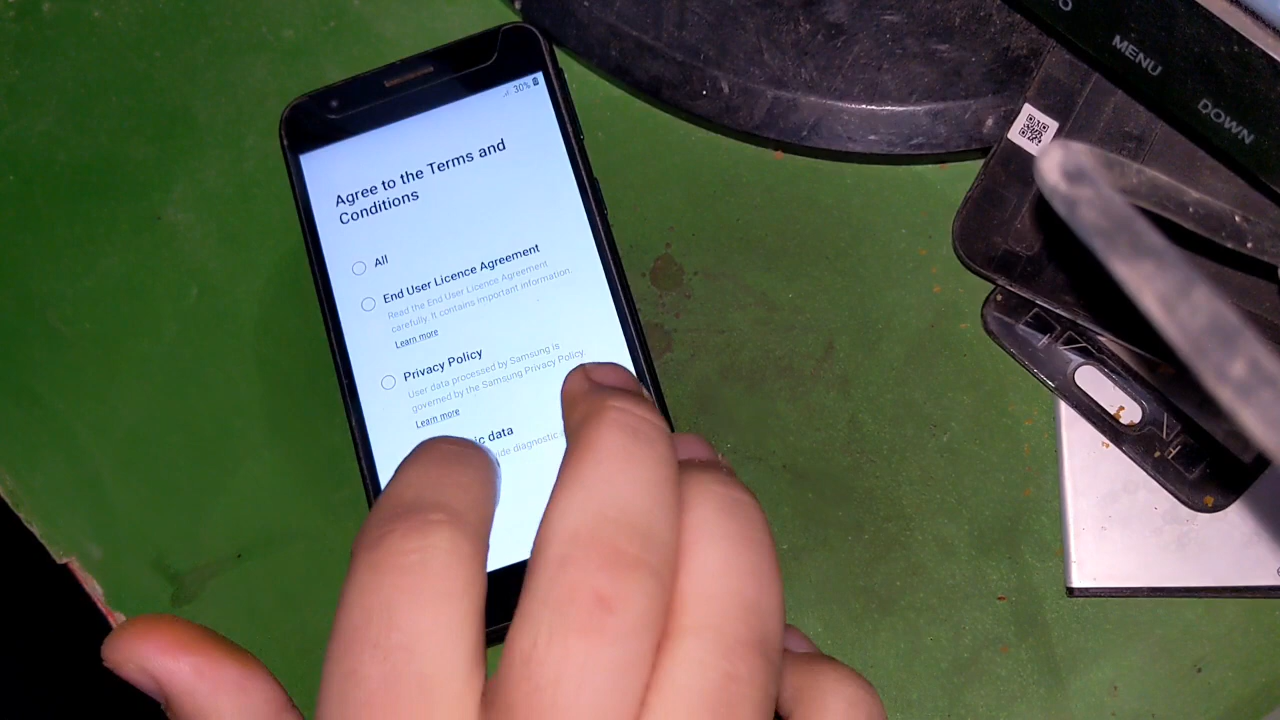 30%
Agree to the Terms and
Conditions
All
End User Licence Agreement
Read the End User Licence Agreement
carefully. It contains important information.
Learn more
Privacy Policy
User data processed by Samsung is
governed by the Samsung Privacy Policy.
Learn more
data
diagnostic
MENU
DOWN